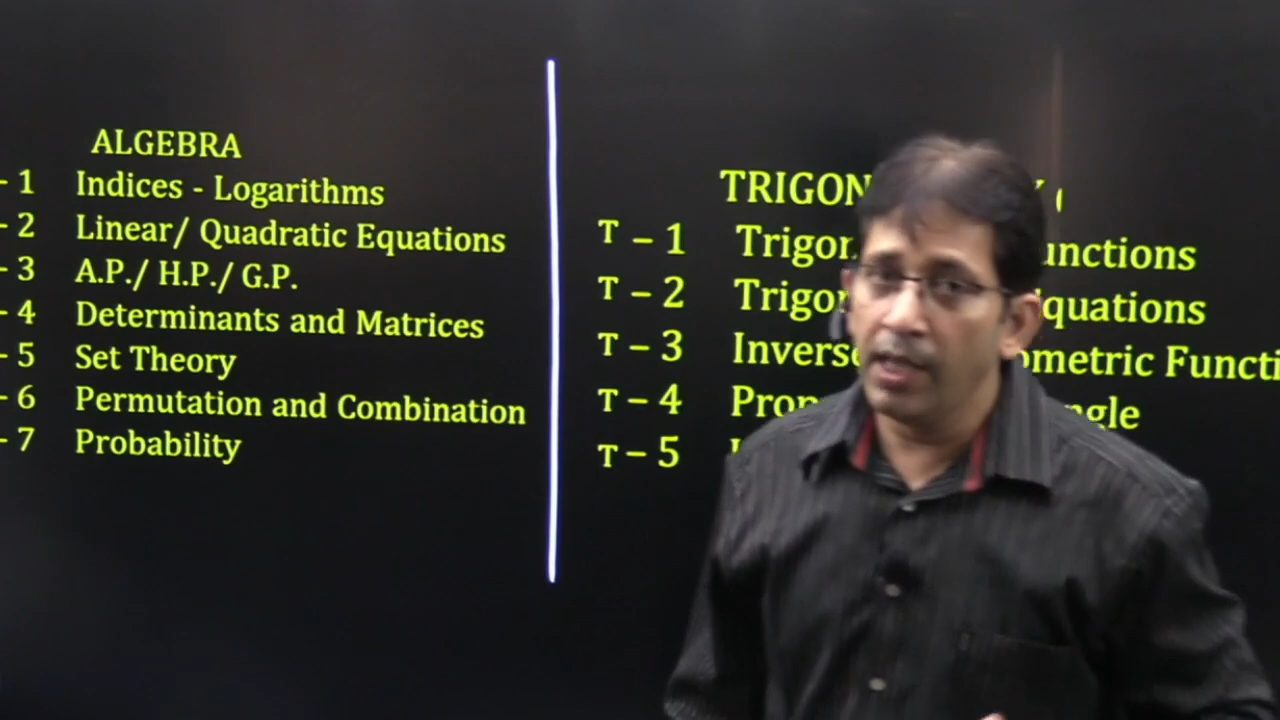 ALGEBRA
- 1 Indices - Logarithms
- 2 Linear/ Quadratic Equations
- 3 A.P./ H.P./ G.P.
- 4 Determinants and Matrices
- 5 Set Theory
- 6 Permutation and Combination
- 7 Probability
TRIGON
T - 1 Trigon unctions
T - 2 Trigon quations
T - 3 Inverse ometric Functi
T - 4 Prop ngle
T - 5